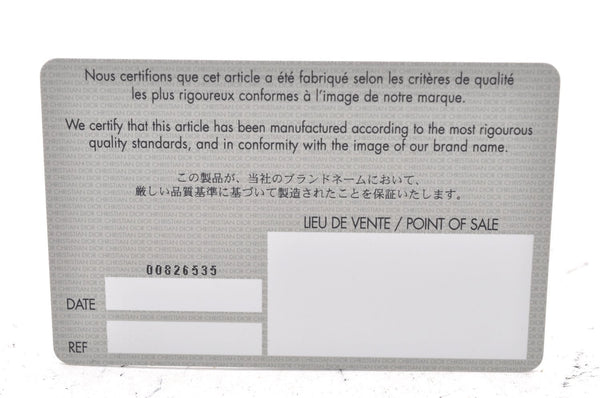 Nous certifions que cet article a été fabriqué selon les critères de qualité
les plus rigoureux conformes à l'image de notre marque.
We certify that this article has been manufactured according to the most rigourous
quality standards, and in conformity with the image of our brand name.
この製品が、当社のブランドネームにおいて、
厳しい品質基準に基づいて製造されたことを保証いたします。
LIEU DE VENTE / POINT OF SALE
00826535
DATE
REF